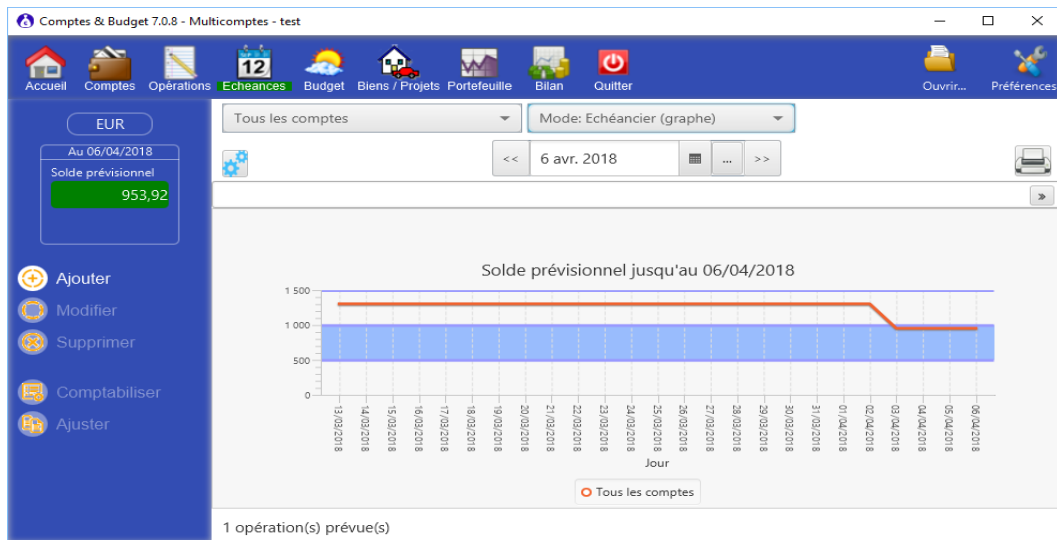 Comptes & Budget 7.0.8 - Multicomptes - test
Accueil Comptes Opérations Echeances Budget Biens / Projets Portefeuille Bilan Quitter Ouvrir... Préférences
12
EUR
Au 06/04/2018
Solde prévisionnel
953,92
Ajouter
Modifier
Supprimer
Comptabiliser
Ajuster
Tous les comptes
Mode: Echéancier (graphe)
<< 6 avr. 2018 ... >>
Solde prévisionnel jusqu'au 06/04/2018
1 500
1 000
500
0
13/03/2018 14/03/2018 15/03/2018 16/03/2018 17/03/2018 18/03/2018 19/03/2018 20/03/2018 21/03/2018 22/03/2018 23/03/2018 24/03/2018 25/03/2018 26/03/2018 27/03/2018 28/03/2018 29/03/2018 30/03/2018 31/03/2018 01/04/2018 02/04/2018 03/04/2018 04/04/2018 05/04/2018 06/04/2018
Jour
Tous les comptes
1 opération(s) prévue(s)